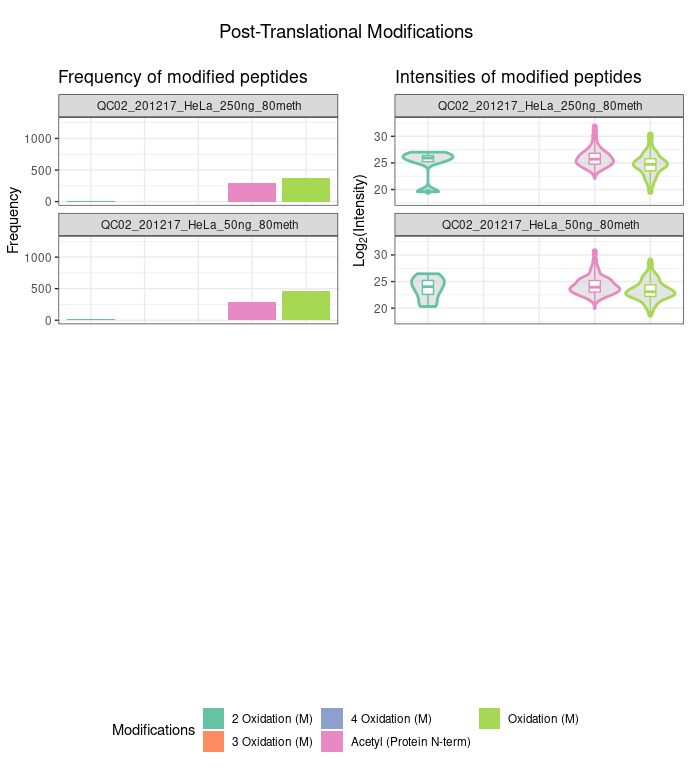 Post-Translational Modifications
Frequency of modified peptides
QC02_201217_HeLa_250ng_80meth
1000
500
0
QC02_201217_HeLa_50ng_80meth
1000
500
0
Frequency
Intensities of modified peptides
QC02_201217_HeLa_250ng_80meth
30
25
20
QC02_201217_HeLa_50ng_80meth
30
25
20
Log₂(Intensity)
Modifications
2 Oxidation (M)
3 Oxidation (M)
4 Oxidation (M)
Acetyl (Protein N-term)
Oxidation (M)